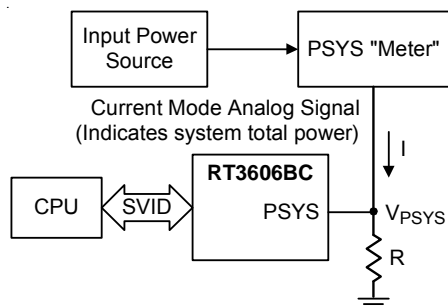 Input Power
Source
PSYS "Meter"
Current Mode Analog Signal
(Indicates system total power)
I
RT3606BC
CPU
SVID
PSYS
VPSYS
R